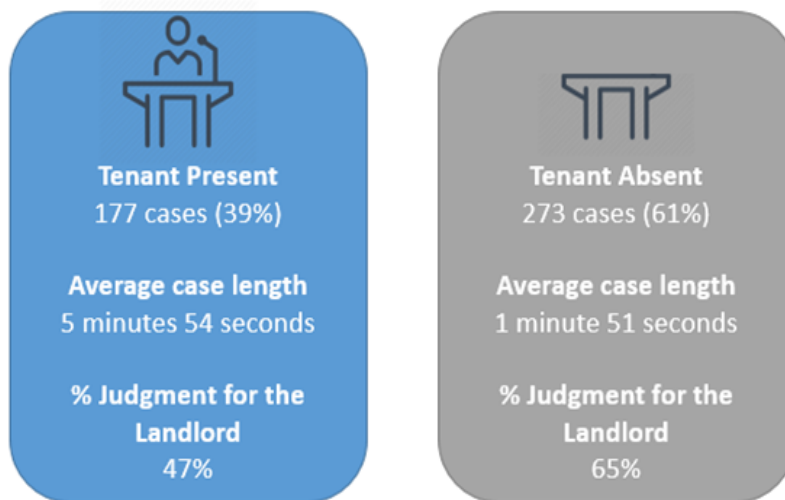 Tenant Present
177 cases (39%)
Average case length
5 minutes 54 seconds
% Judgment for the
Landlord
47%
Tenant Absent
273 cases (61%)
Average case length
1 minute 51 seconds
% Judgment for the
Landlord
65%